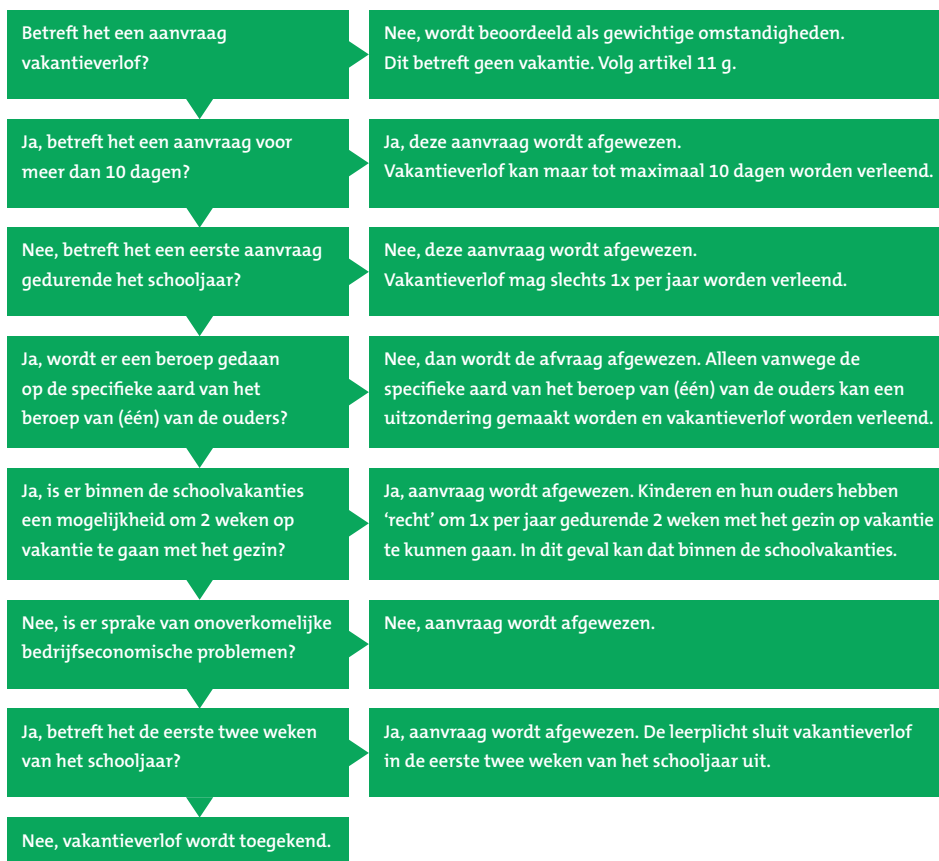 Betreft het een aanvraag
vakantieverlof?
Nee, wordt beoordeeld als gewichtige omstandigheden.
Dit betreft geen vakantie. Volg artikel 11 g.
Ja, betreft het een aanvraag voor
meer dan 10 dagen?
Ja, deze aanvraag wordt afgewezen.
Vakantieverlof kan maar tot maximaal 10 dagen worden verleend.
Nee, betreft het een eerste aanvraag
gedurende het schooljaar?
Nee, deze aanvraag wordt afgewezen.
Vakantieverlof mag slechts 1x per jaar worden verleend.
Ja, wordt er een beroep gedaan
op de specifieke aard van het
beroep van (één) van de ouders?
Nee, dan wordt de afvraag afgewezen. Alleen vanwege de
specifieke aard van het beroep van (één) van de ouders kan een
uitzondering gemaakt worden en vakantieverlof worden verleend.
Ja, is er binnen de schoolvakanties
een mogelijkheid om 2 weken op
vakantie te gaan met het gezin?
Ja, aanvraag wordt afgewezen. Kinderen en hun ouders hebben
‘recht’ om 1x per jaar gedurende 2 weken met het gezin op vakantie
te kunnen gaan. In dit geval kan dat binnen de schoolvakanties.
Nee, is er sprake van onoverkomelijke
bedrijfseconomische problemen?
Nee, aanvraag wordt afgewezen.
Ja, betreft het de eerste twee weken
van het schooljaar?
Ja, aanvraag wordt afgewezen. De leerplicht sluit vakantieverlof
in de eerste twee weken van het schooljaar uit.
Nee, vakantieverlof wordt toegekend.